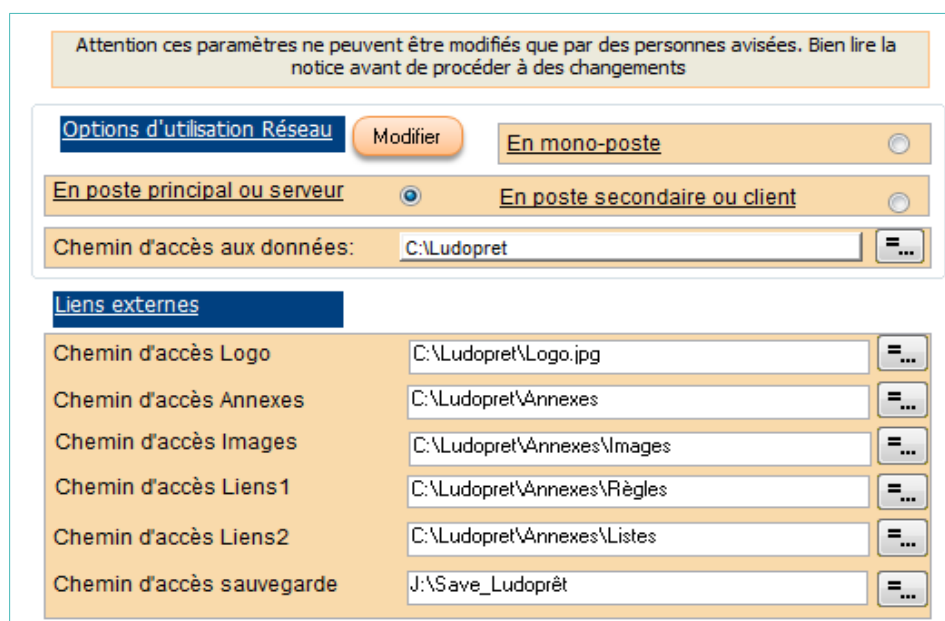 Attention ces paramètres ne peuvent être modifiés que par des personnes avisées. Bien lire la
notice avant de procéder à des changements
Options d'utilisation Réseau Modifier En mono-poste
En poste principal ou serveur En poste secondaire ou client
Chemin d'accès aux données: C:\Ludopret =...
Liens externes
Chemin d'accès Logo C:\Ludopret\Logo.jpg =...
Chemin d'accès Annexes C:\Ludopret\Annexes =...
Chemin d'accès Images C:\Ludopret\Annexes\Images =...
Chemin d'accès Liens1 C:\Ludopret\Annexes\Règles =...
Chemin d'accès Liens2 C:\Ludopret\Annexes\Listes =...
Chemin d'accès sauvegarde J:\Save_Ludoprêt =...